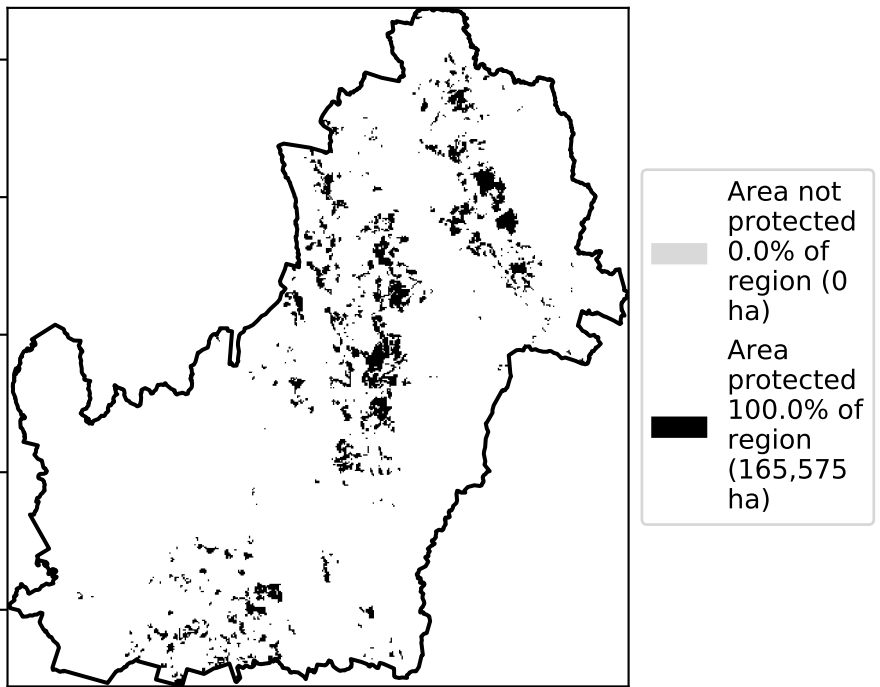 Area not
protected
0.0% of
region (0
ha)
Area
protected
100.0% of
region
(165,575
ha)